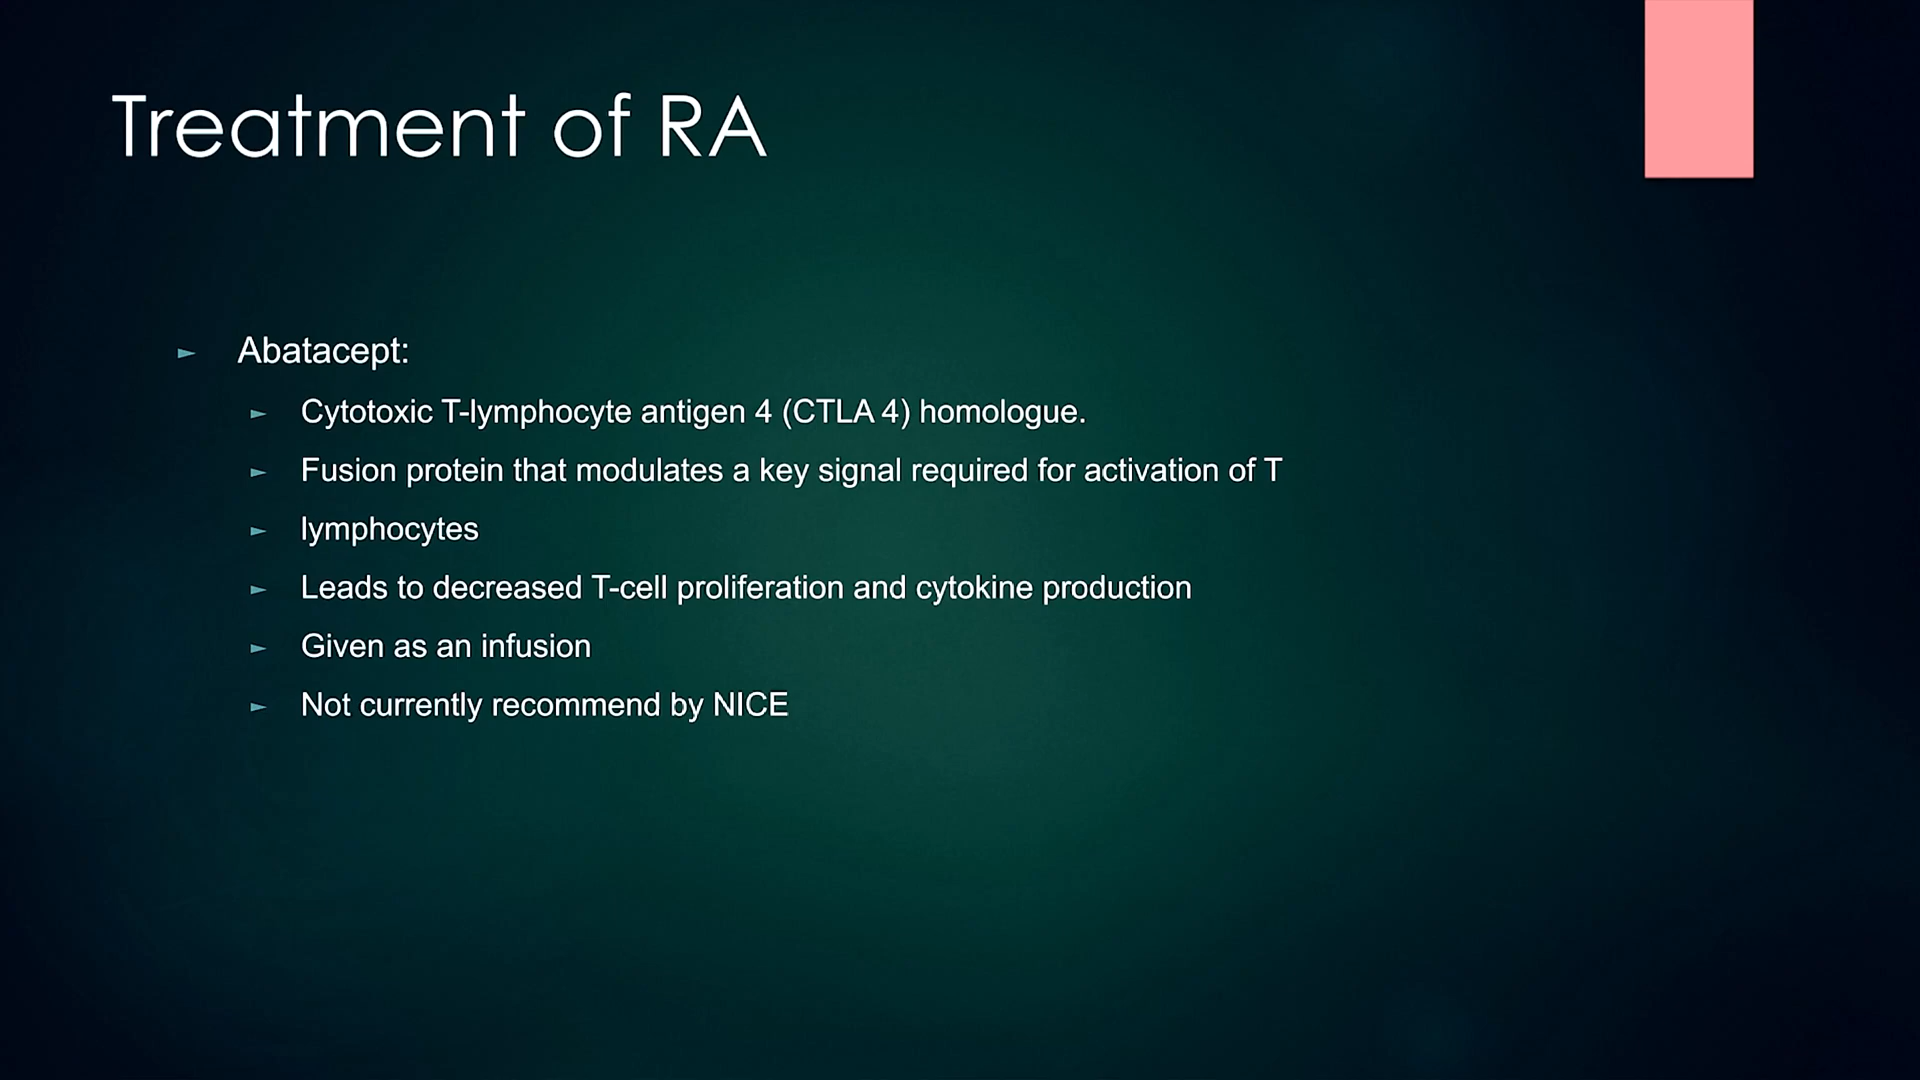 Treatment of RA
Abatacept:
Cytotoxic T-lymphocyte antigen 4 (CTLA 4) homologue.
Fusion protein that modulates a key signal required for activation of T
lymphocytes
Leads to decreased T-cell proliferation and cytokine production
Given as an infusion
Not currently recommend by NICE